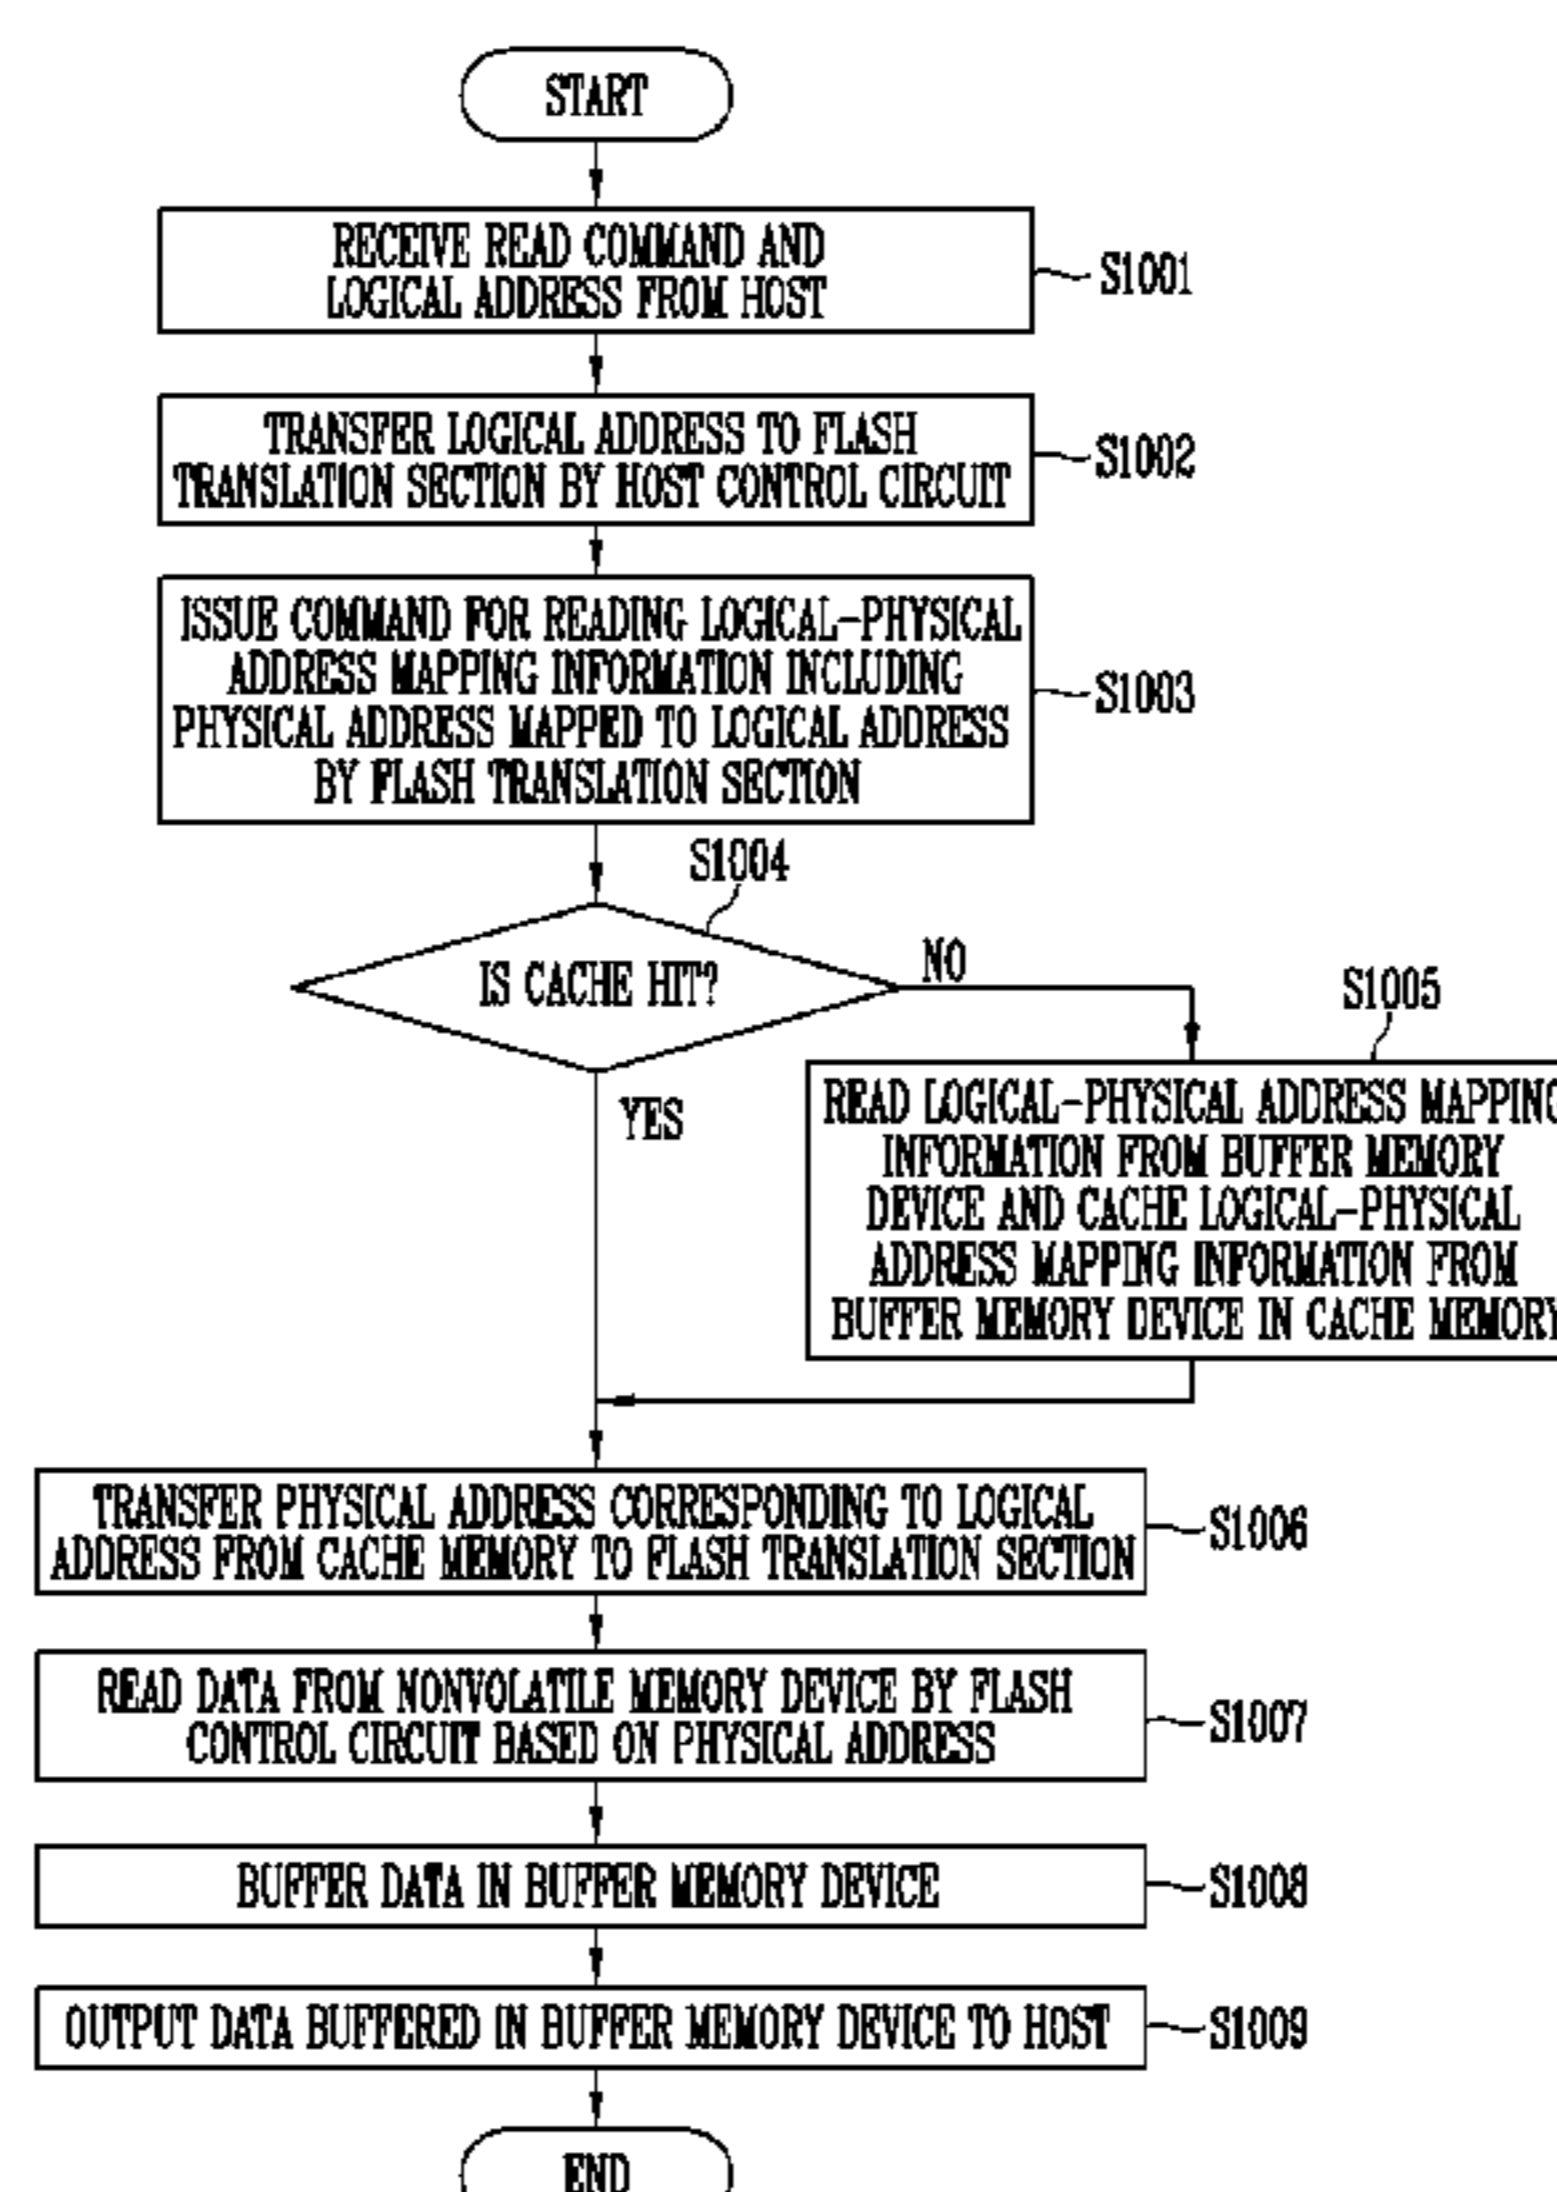 START
RECEIVE READ COMMAND AND
LOGICAL ADDRESS FROM HOST
S1001
TRANSFER LOGICAL ADDRESS TO FLASH
TRANSLATION SECTION BY HOST CONTROL CIRCUIT
S1002
ISSUE COMMAND FOR READING LOGICAL-PHYSICAL
ADDRESS MAPPING INFORMATION INCLUDING
PHYSICAL ADDRESS MAPPED TO LOGICAL ADDRESS
BY FLASH TRANSLATION SECTION
S1003
S1004
IS CACHE HIT?
NO
YES
S1005
READ LOGICAL-PHYSICAL ADDRESS MAPPING
INFORMATION FROM BUFFER MEMORY
DEVICE AND CACHE LOGICAL-PHYSICAL
ADDRESS MAPPING INFORMATION FROM
BUFFER MEMORY DEVICE IN CACHE MEMORY
TRANSFER PHYSICAL ADDRESS CORRESPONDING TO LOGICAL
ADDRESS FROM CACHE MEMORY TO FLASH TRANSLATION SECTION
S1006
READ DATA FROM NONVOLATILE MEMORY DEVICE BY FLASH
CONTROL CIRCUIT BASED ON PHYSICAL ADDRESS
S1007
BUFFER DATA IN BUFFER MEMORY DEVICE
S1008
OUTPUT DATA BUFFERED IN BUFFER MEMORY DEVICE TO HOST
S1009
END